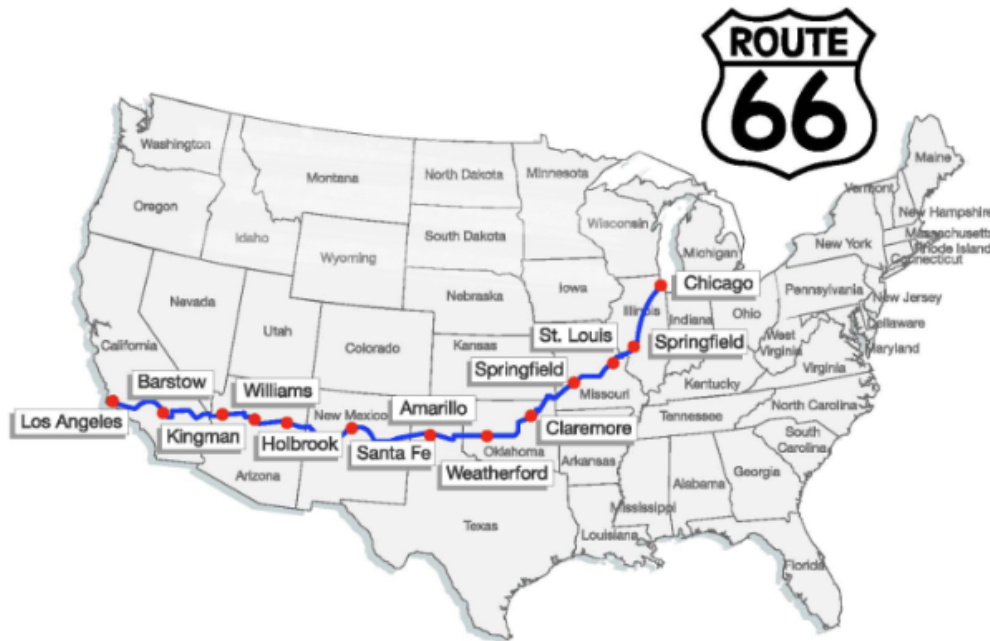 ROUTE
66
Washington
Montana
North Dakota
Minnesota
Maine
Oregon
Idaho
Wyoming
South Dakota
Wisconsin
Michigan
Vermont
New Hampshire
New York
Massachusetts
Rhode Island
Connecticut
Nevada
Utah
Colorado
Nebraska
Iowa
Chicago
Illinois
Indiana
Ohio
Pennsylvania
New Jersey
Delaware
Maryland
California
Kansas
St. Louis
Springfield
West
Virginia
Virginia
Springfield
Missouri
Kentucky
Barstow
Williams
Los Angeles
Kingman
Holbrook
New Mexico
Amarillo
Santa Fe
Claremore
Tennessee
North Carolina
South
Carolina
Arizona
Weatherford
Oklahoma
Arkansas
Texas
Louisiana
Mississippi
Alabama
Georgia
Florida